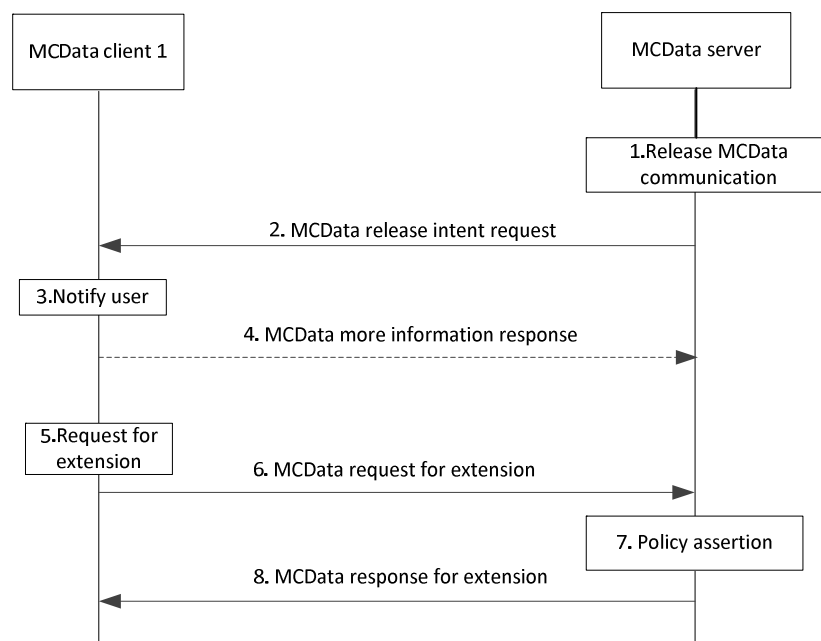 MCData client 1
MCData server
1.Release MCData
communication
2. MCData release intent request
3.Notify user
4. MCData more information response
5.Request for
extension
6. MCData request for extension
7. Policy assertion
8. MCData response for extension